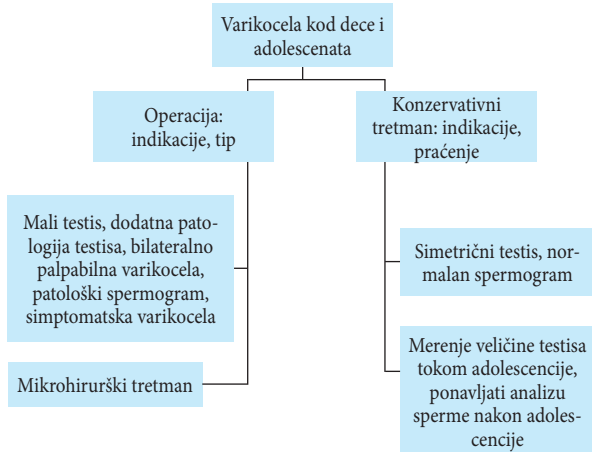 Varikocela kod dece i
adolescenata
Operacija:
indikacije, tip
Konzervativni
tretman: indikacije,
praćenje
Mali testis, dodatna pato-
logija testisa, bilateralno
palpabilna varikocela,
patološki spermogram,
simptomatska varikocela
Simetrični testis, nor-
malan spermogram
Mikrohirurški tretman
Merenje veličine testisa
tokom adolescencije,
ponavljati analizu
sperme nakon adoles-
cencije